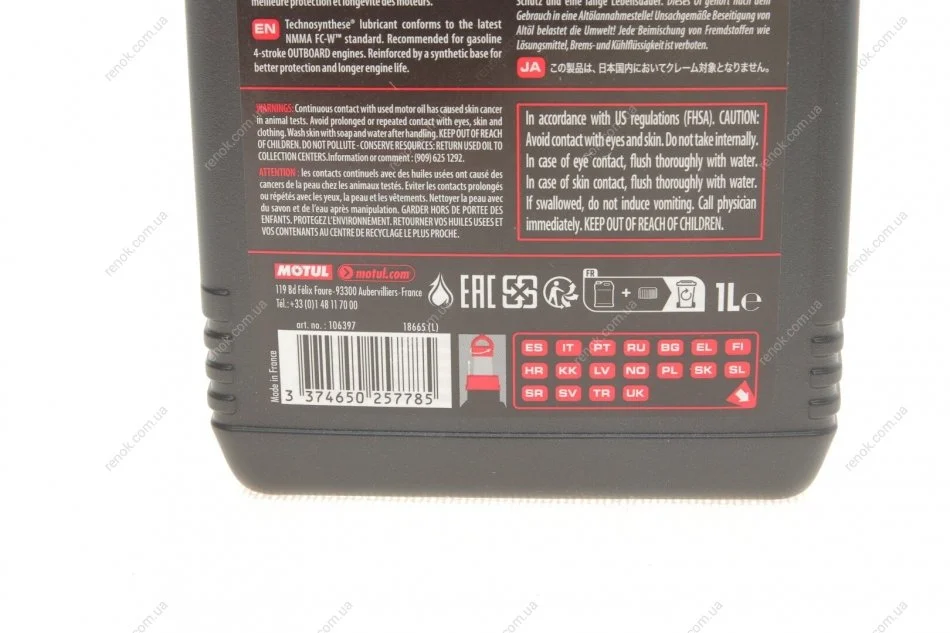 meilleure protection et longévité des moteurs.
EN Technosynthese® lubricant conforms to the latest
NMMA FC-W™ standard. Recommended for gasoline
4-stroke OUTBOARD engines. Reinforced by a synthetic base for
better protection and longer engine life.
Schutz und eine lange Lebensdauer. Dieses Öl gehört nach dem
Gebrauch in eine Altölannahmestelle! Unsachgemäße Beseitigung von
Altöl belastet die Umwelt! Jede Beimischung von Fremdstoffen wie
Lösungsmittel, Brems- und Kühlflüssigkeit ist verboten.
JA この製品は、日本国内においてクレーム対象となりません。
WARNINGS: Continuous contact with used motor oil has caused skin cancer
in animal tests. Avoid prolonged or repeated contact with eyes, skin and
clothing. Wash skin with soap and water after handling. KEEP OUT OF REACH
OF CHILDREN. DO NOT POLLUTE - CONSERVE RESOURCES: RETURN USED OIL TO
COLLECTION CENTERS.Information or comment : (909) 625 1292.
ATTENTION : les contacts continuels avec des huiles usées ont causé des
cancers de la peau chez les animaux testés. Eviter les contacts prolongés
ou répétés avec les yeux, la peau et les vêtements. Nettoyer la peau avec
du savon et de l'eau après manipulation. GARDER HORS DE PORTEE DES
ENFANTS. PROTEGEZ L'ENVIRONNEMENT. RETOURNER VOS HUILES USEES ET
VOS CONTENANTS AU CENTRE DE RECYCLAGE LE PLUS PROCHE.
In accordance with US regulations (FHSA). CAUTION:
Avoid contact with eyes and skin. Do not take internally.
In case of eye contact, flush thoroughly with water.
In case of skin contact, flush thoroughly with water.
If swallowed, do not induce vomiting. Call physician
immediately. KEEP OUT OF REACH OF CHILDREN.
MOTUL motul.com
119 Bd Félix Faure - 93300 Aubervilliers - France
Tél.: +33 (0)1 48 11 70 00
EAC
FR
+
1L e
art. no. : 106397 18665 (L)
Made in France
3 374650 257785
ES IT PT RU BG EL FI
HR KK LV NO PL SK SL
SR SV TR UK
renok.com.ua